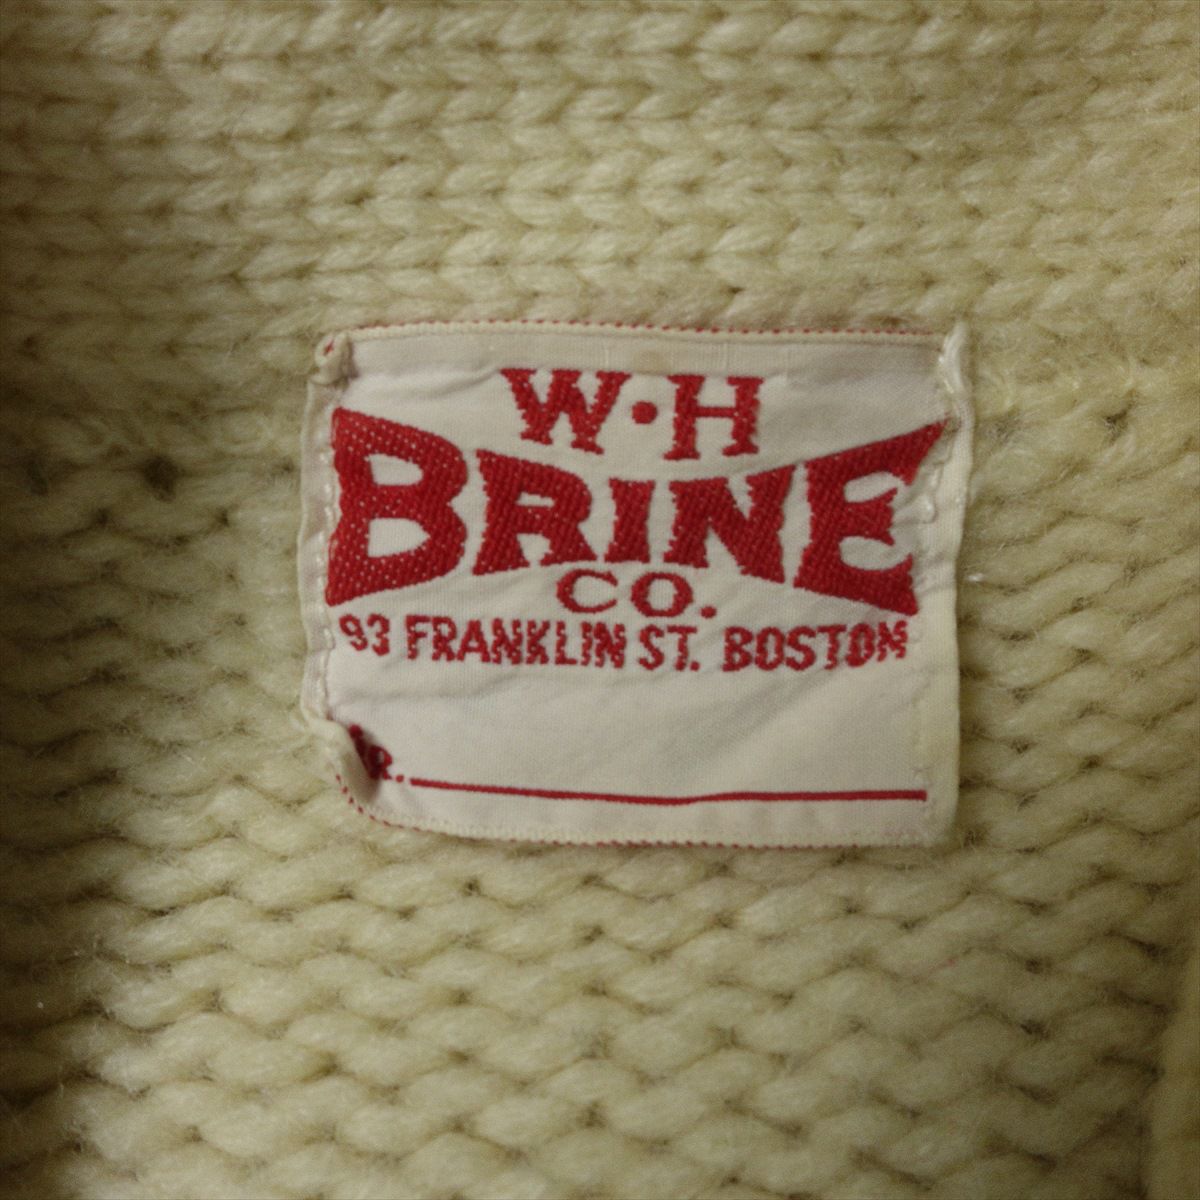 W·H
BRINE
CO.
93 FRANKLIN ST. BOSTON